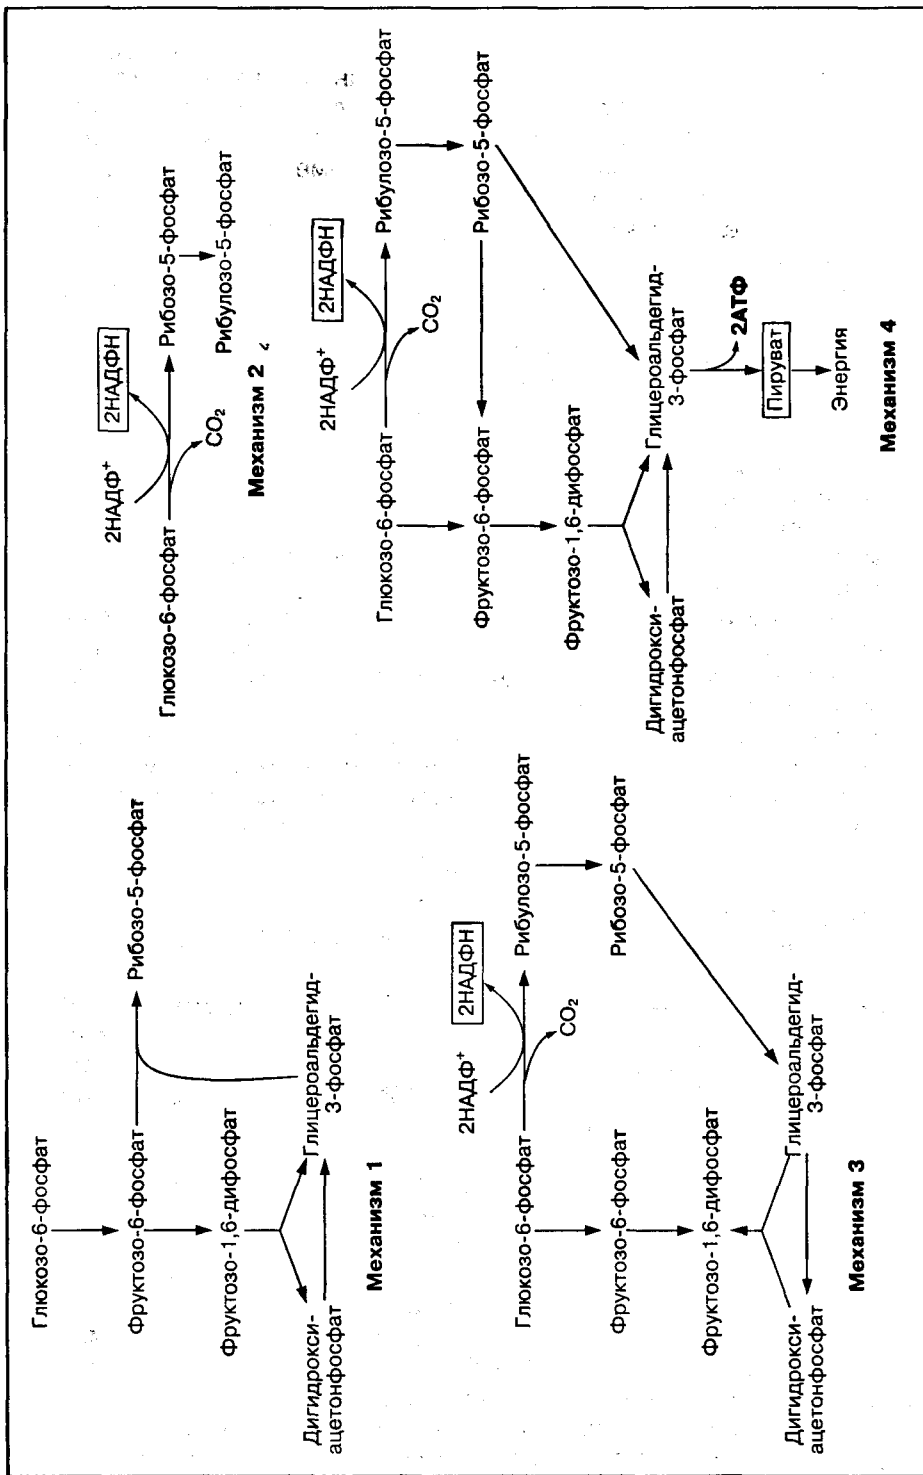 Глюкозо-6-фосфат
Фруктозо-6-фосфат
Рибозо-5-фосфат
Фруктозо-1,6-дифосфат
Дигидрокси-
ацетонфосфат
Глицероальдегид-
3-фосфат
Механизм 1
2НАДФ+
2НАДФН
Глюкозо-6-фосфат
CO₂
Рибозо-5-фосфат
Рибулозо-5-фосфат
Механизм 2
2НАДФ+
2НАДФН
Глюкозо-6-фосфат
CO₂
Рибулозо-5-фосфат
Фруктозо-6-фосфат
Рибозо-5-фосфат
Фруктозо-1,6-дифосфат
Дигидрокси-
ацетонфосфат
Глицероальдегид-
3-фосфат
Механизм 3
2НАДФ+
2НАДФН
Глюкозо-6-фосфат
CO₂
Рибулозо-5-фосфат
Фруктозо-6-фосфат
Рибозо-5-фосфат
Фруктозо-1,6-дифосфат
Дигидрокси-
ацетонфосфат
Глицероальдегид-
3-фосфат
2АТФ
Пируват
Энергия
Механизм 4